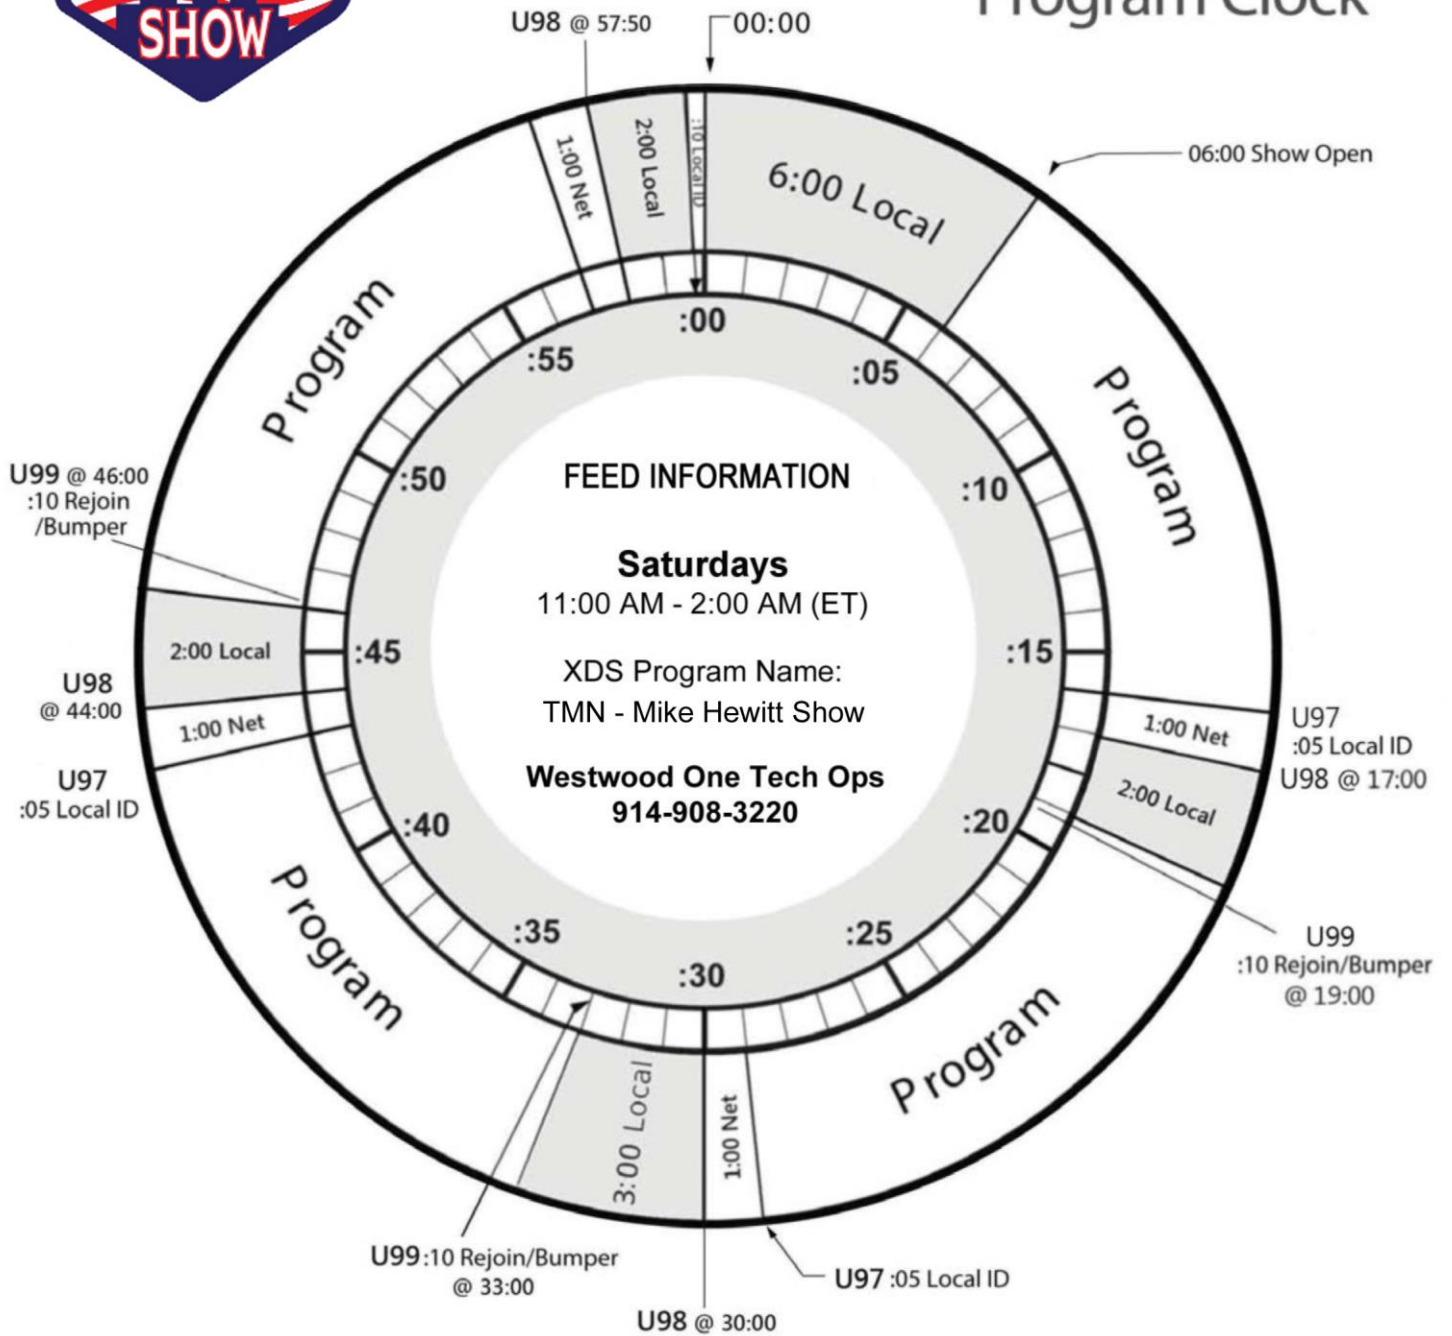 SHOW
Program Clock
U98 @ 57:50
00:00
06:00 Show Open
1:00 Net
2:00 Local
:10 Local ID
6:00 Local
Program
Program
:00
:05
:10
:15
:20
:25
:30
:35
:40
:45
:50
:55
FEED INFORMATION
Saturdays
11:00 AM - 2:00 AM (ET)
XDS Program Name:
TMN - Mike Hewitt Show
Westwood One Tech Ops
914-908-3220
U99 @ 46:00
:10 Rejoin
/Bumper
2:00 Local
U98
@ 44:00
1:00 Net
U97
:05 Local ID
1:00 Net
U97
:05 Local ID
U98 @ 17:00
2:00 Local
U99
:10 Rejoin/Bumper
@ 19:00
Program
Program
3:00 Local
1:00 Net
U99 :10 Rejoin/Bumper
@ 33:00
U97 :05 Local ID
U98 @ 30:00